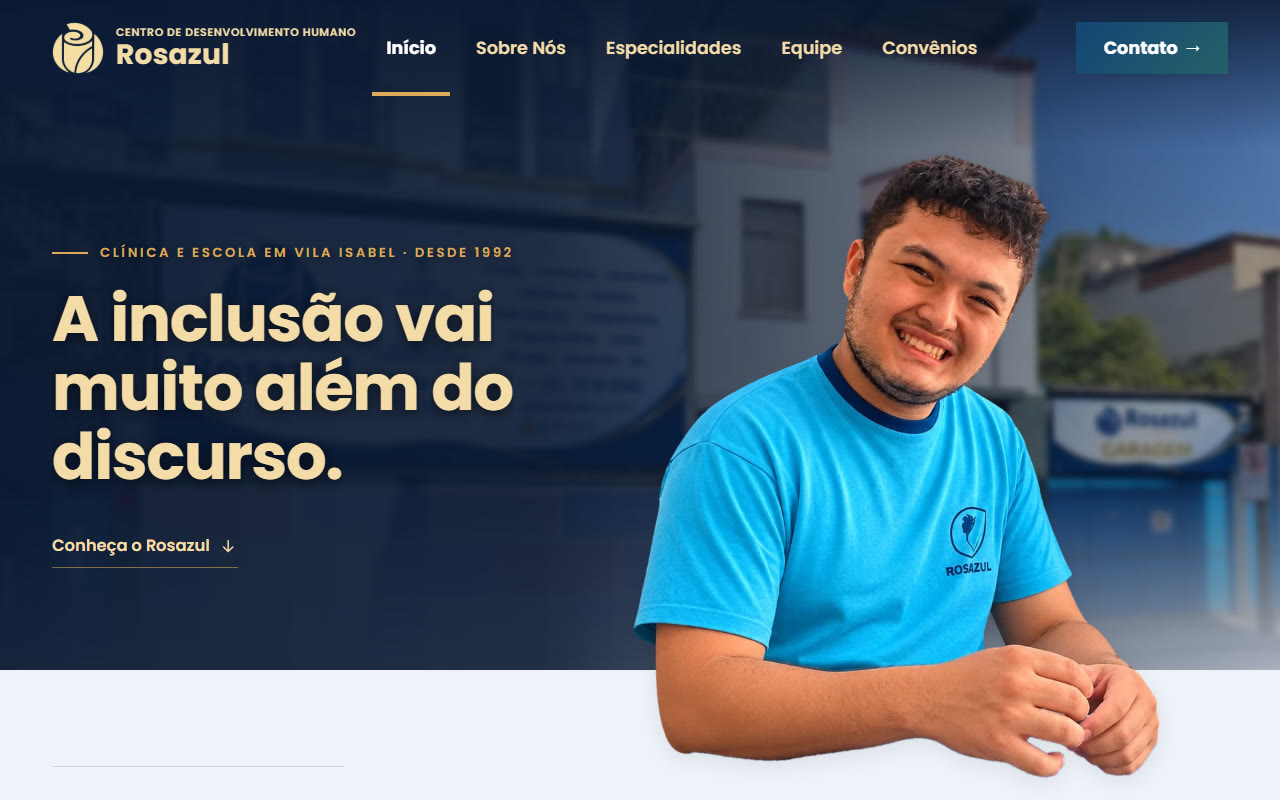 CENTRO DE DESENVOLVIMENTO HUMANO
Rosazul
Início
Sobre Nós
Especialidades
Equipe
Convênios
Contato →
CLÍNICA E ESCOLA EM VILA ISABEL · DESDE 1992
A inclusão vai
muito além do
discurso.
Conheça o Rosazul ↓
ROSAZUL
Rosazul
GARAGEM